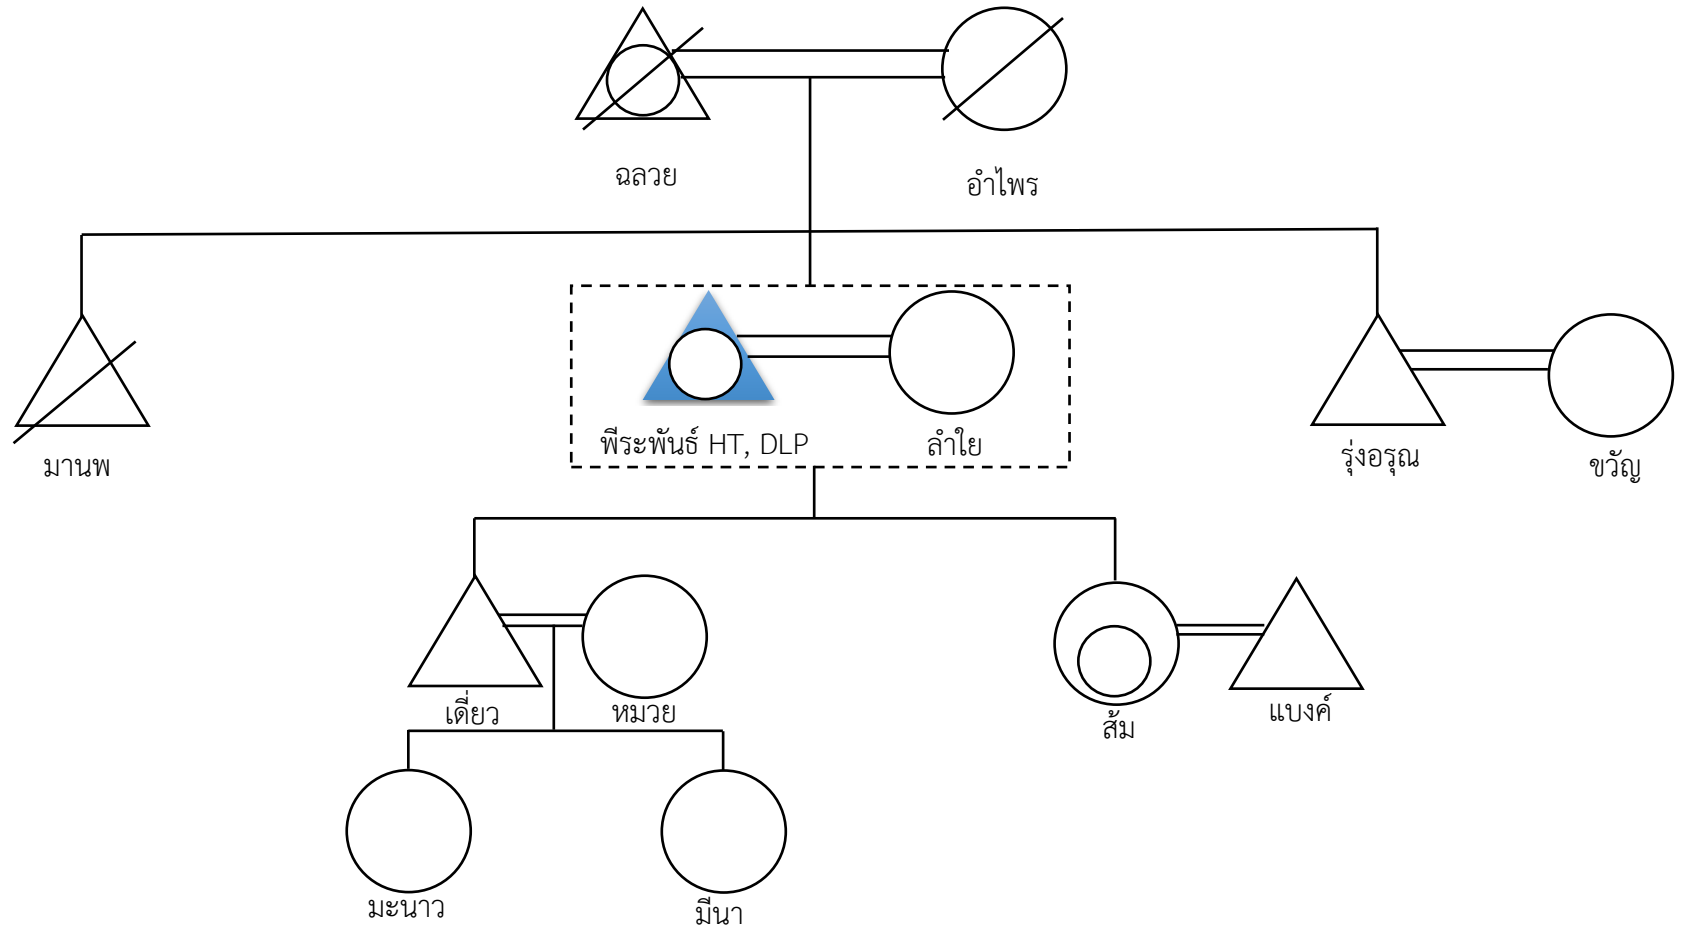 ฉลวย
อำไพร
มานพ
พีระพันธ์ HT, DLP
ลำใย
รุ่งอรุณ
ขวัญ
เดี่ยว
หมวย
ส้ม
แบงค์
มะนาว
มีนา